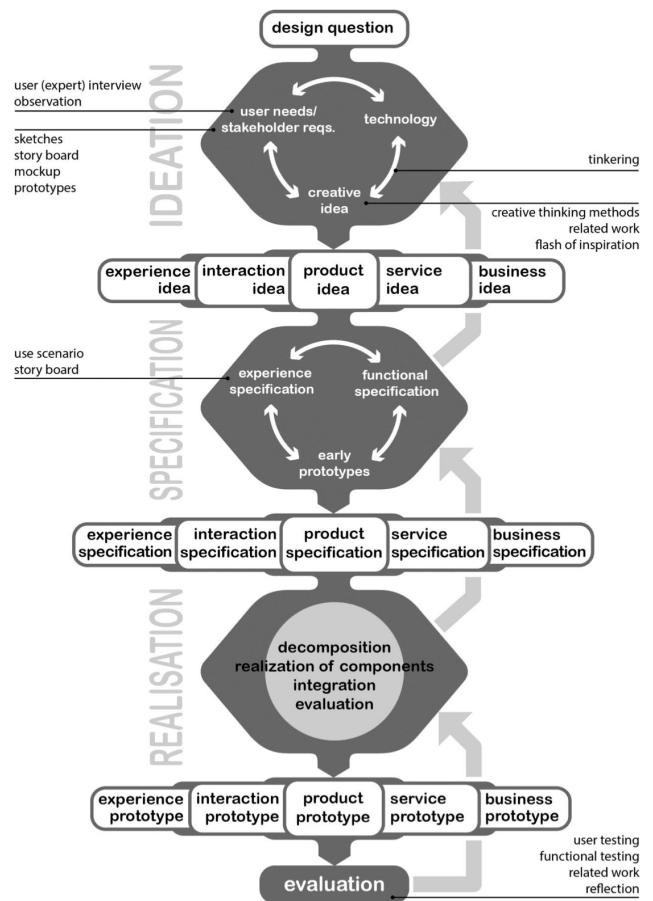 design question
IDEATION
user (expert) interview
observation
user needs/
stakeholder reqs.
technology
sketches
story board
mockup
prototypes
tinkering
creative
idea
creative thinking methods
related work
flash of inspiration
experience
idea
interaction
idea
product
idea
service
idea
business
idea
SPECIFICATION
use scenario
story board
experience
specification
functional
specification
early
prototypes
experience
specification
interaction
specification
product
specification
service
specification
business
specification
REALISATION
decomposition
realization of components
integration
evaluation
experience
prototype
interaction
prototype
product
prototype
service
prototype
business
prototype
evaluation
user testing
functional testing
related work
reflection